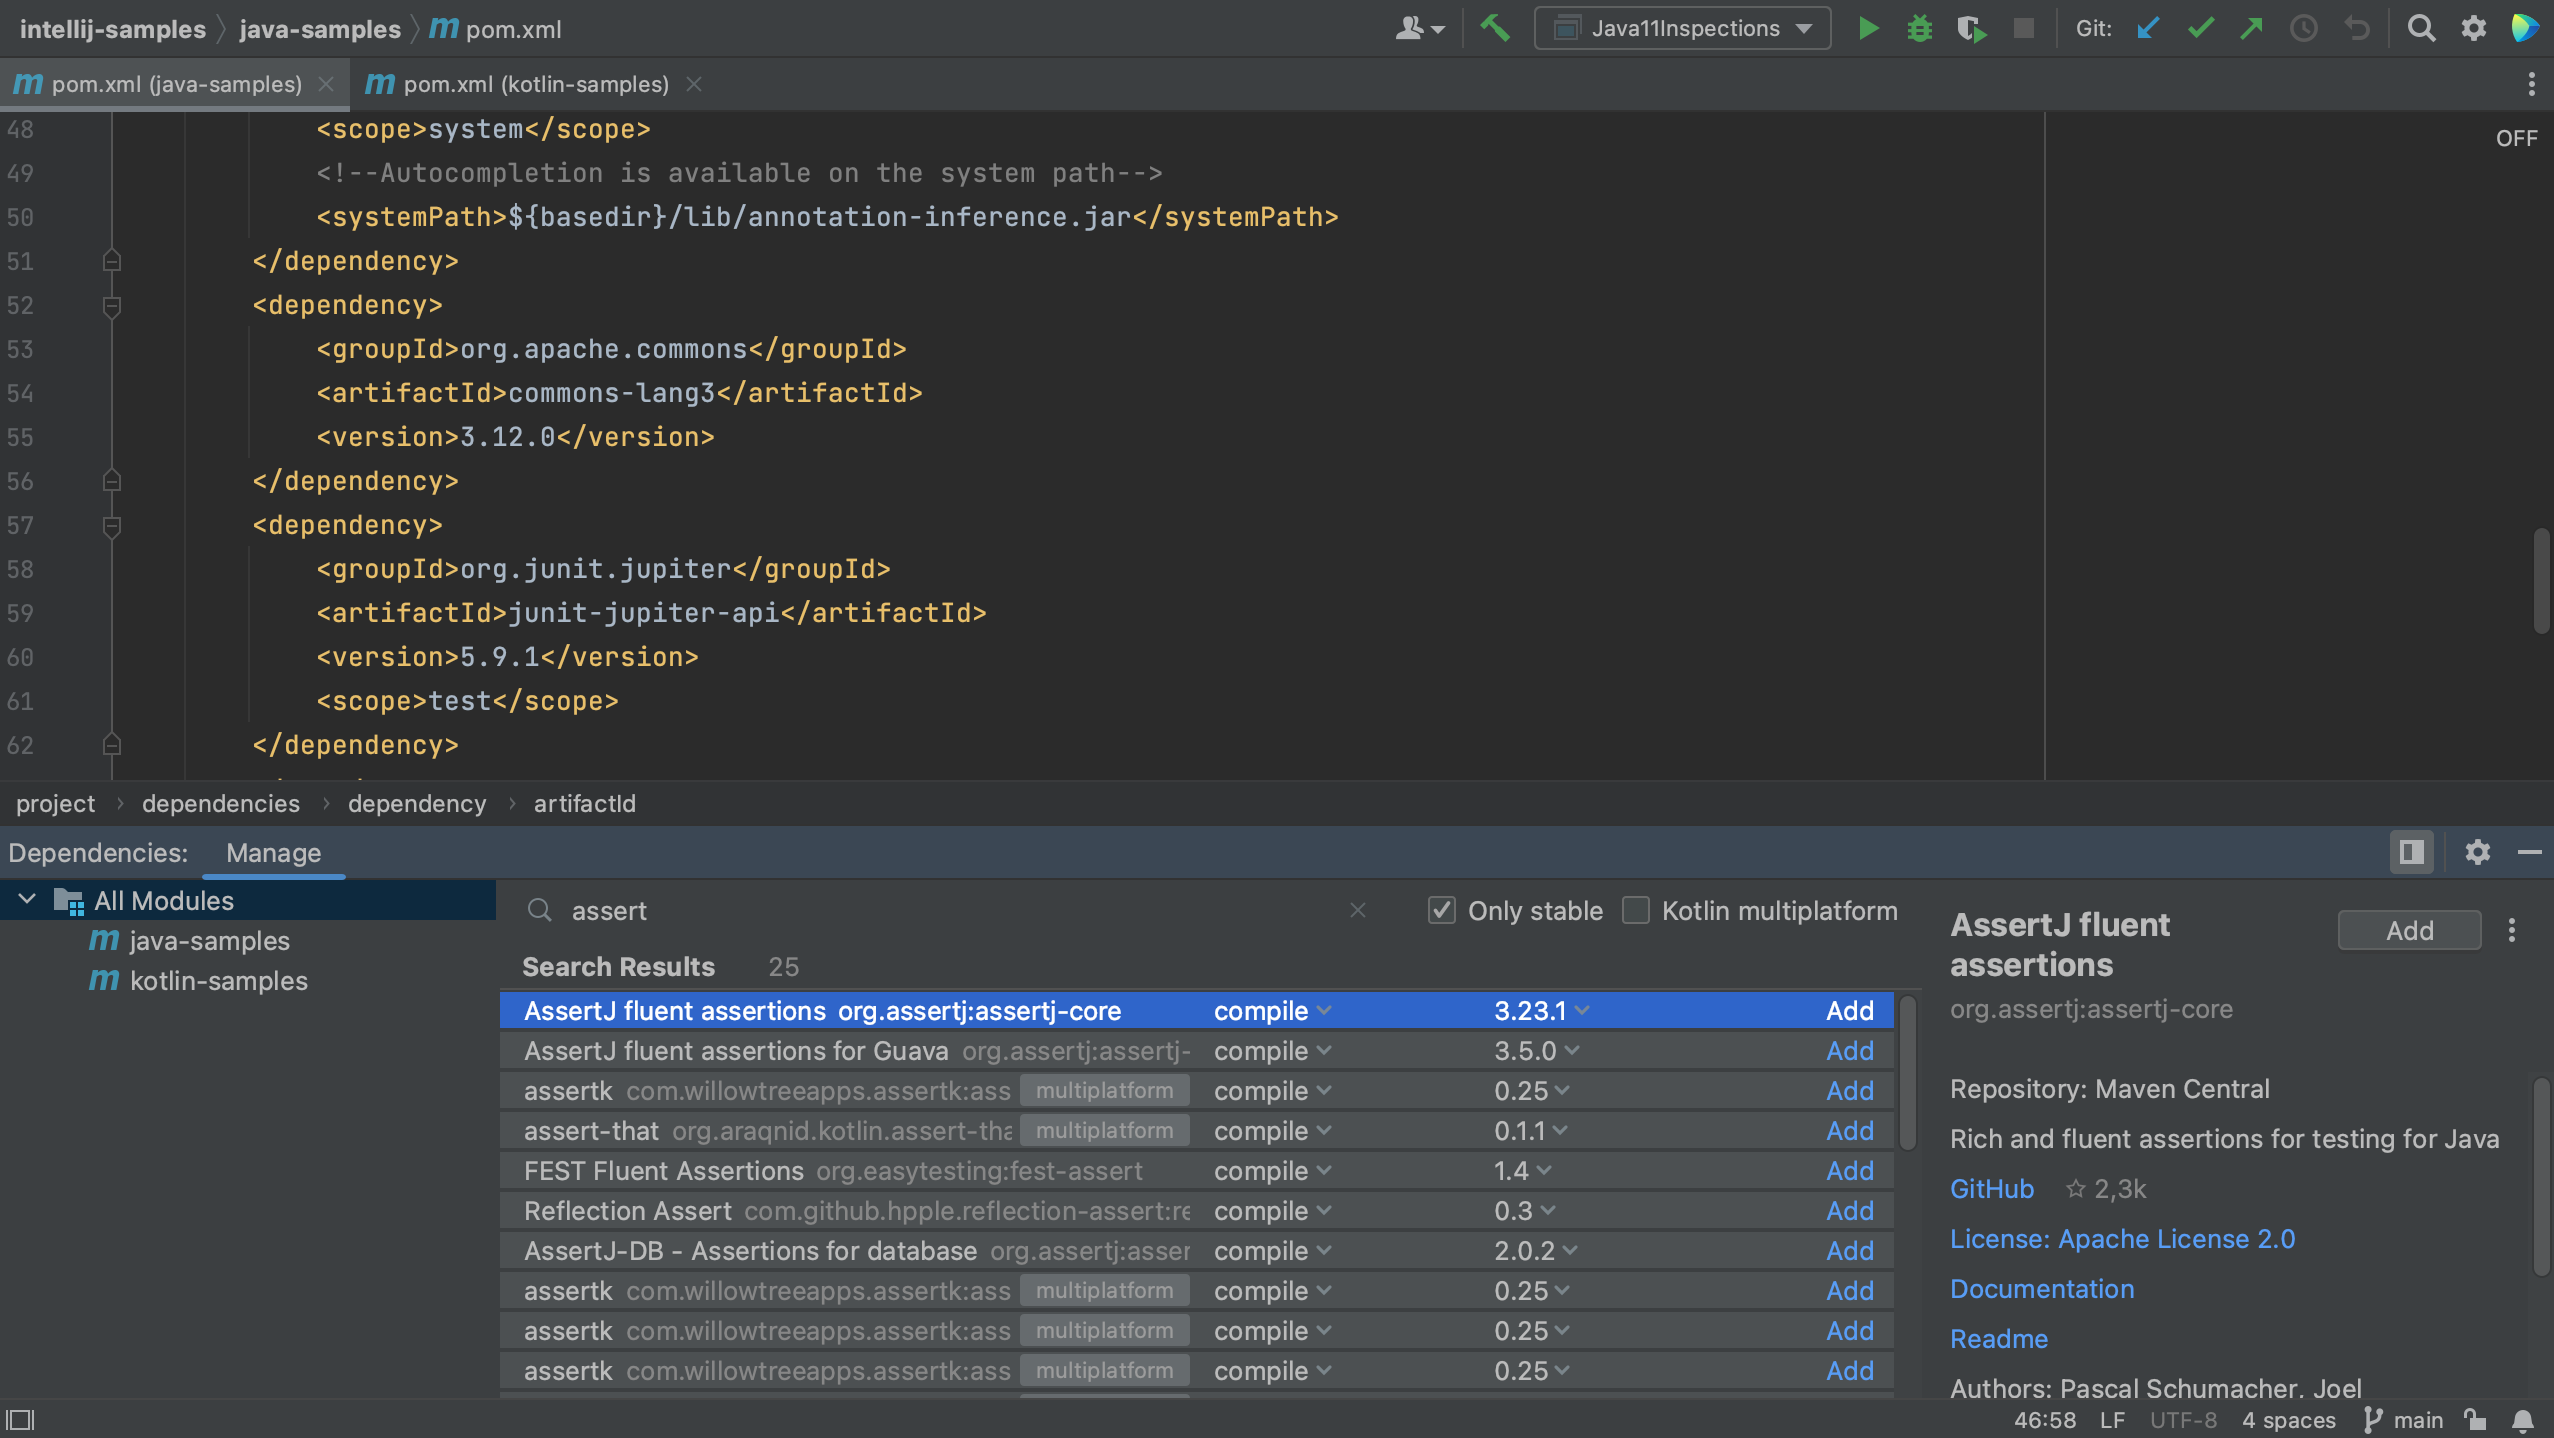 intellij-samples java-samples m pom.xml
Java11Inspections Git:
m pom.xml (java-samples) m pom.xml (kotlin-samples)
OFF
48 <scope>system</scope>
49 <!--Autocompletion is available on the system path-->
50 <systemPath>${basedir}/lib/annotation-inference.jar</systemPath>
51 </dependency>
52 <dependency>
53 <groupId>org.apache.commons</groupId>
54 <artifactId>commons-lang3</artifactId>
55 <version>3.12.0</version>
56 </dependency>
57 <dependency>
58 <groupId>org.junit.jupiter</groupId>
59 <artifactId>junit-jupiter-api</artifactId>
60 <version>5.9.1</version>
61 <scope>test</scope>
62 </dependency>
project › dependencies › dependency › artifactId
Dependencies: Manage
All Modules
m java-samples
m kotlin-samples
assert Only stable Kotlin multiplatform
Search Results 25
AssertJ fluent assertions org.assertj:assertj-core compile 3.23.1 Add
AssertJ fluent assertions for Guava org.assertj:assertj- compile 3.5.0 Add
assertk com.willowtreeapps.assertk:ass multiplatform compile 0.25 Add
assert-that org.araqnid.kotlin.assert-tha multiplatform compile 0.1.1 Add
FEST Fluent Assertions org.easytesting:fest-assert compile 1.4 Add
Reflection Assert com.github.hpple.reflection-assert:re compile 0.3 Add
AssertJ-DB - Assertions for database org.assertj:asser compile 2.0.2 Add
assertk com.willowtreeapps.assertk:ass multiplatform compile 0.25 Add
assertk com.willowtreeapps.assertk:ass multiplatform compile 0.25 Add
assertk com.willowtreeapps.assertk:ass multiplatform compile 0.25 Add
AssertJ fluent
assertions
Add
org.assertj:assertj-core
Repository: Maven Central
Rich and fluent assertions for testing for Java
GitHub ☆ 2,3k
License: Apache License 2.0
Documentation
Readme
Authors: Pascal Schumacher, Joel
46:58 LF UTF-8 4 spaces main